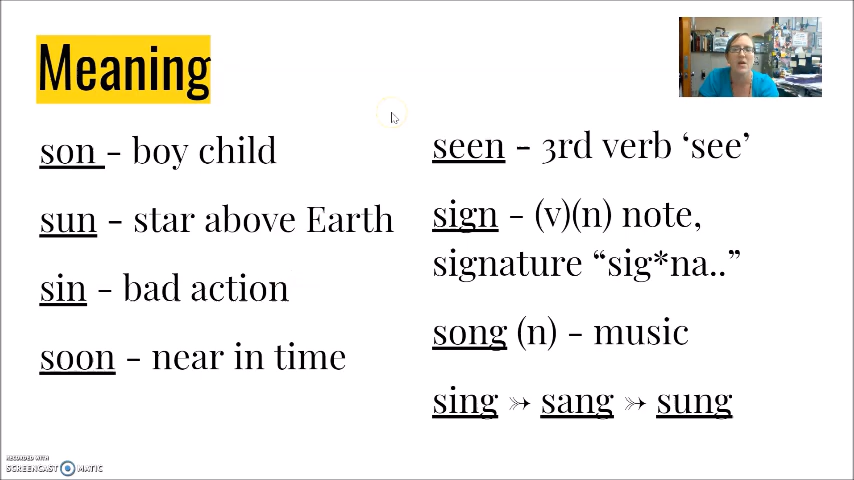 Meaning
son - boy child
sun - star above Earth
sin - bad action
soon - near in time
seen - 3rd verb ‘see’
sign - (v)(n) note,
signature “sig*na..”
song (n) - music
sing ➳ sang ➳ sung
RECORDED WITH
SCREENCAST MATIC